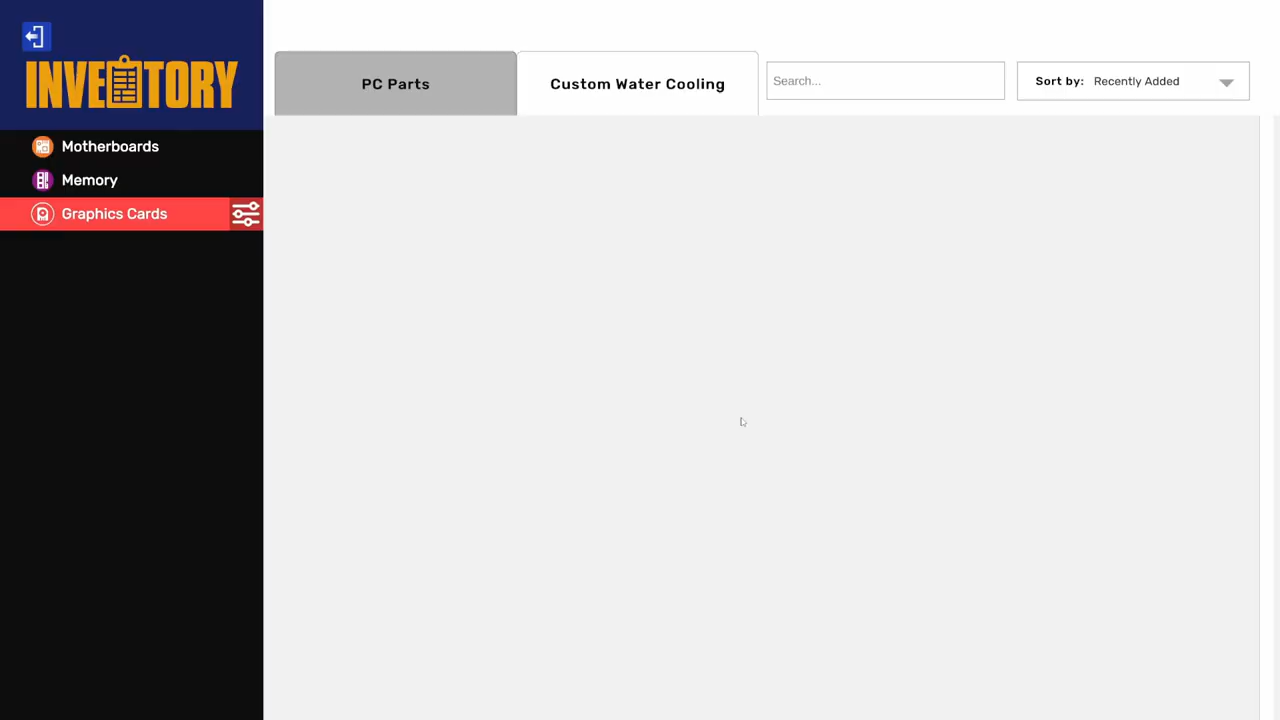 INVENTORY
PC Parts
Custom Water Cooling
Search...
Sort by: Recently Added
Motherboards
Memory
Graphics Cards